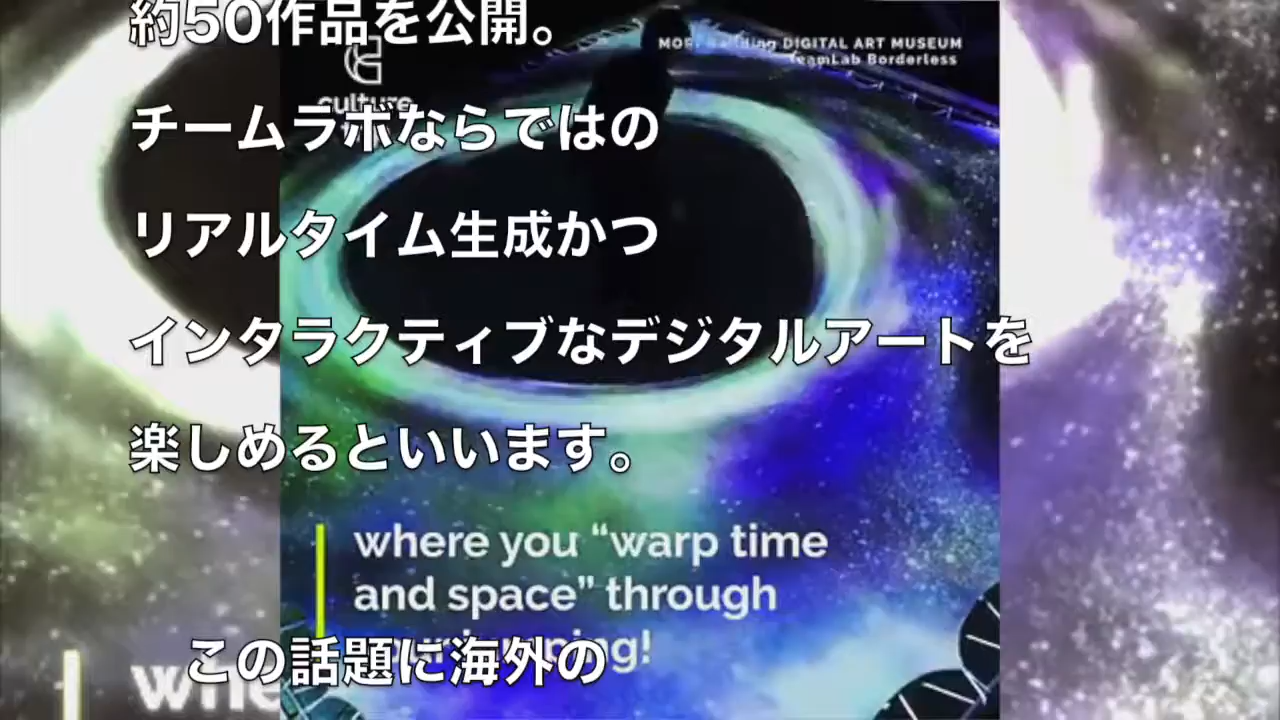 約50作品を公開。
MORI Building DIGITAL ART MUSEUM
teamLab Borderless
culture
チームラボならではの
リアルタイム生成かつ
インタラクティブなデジタルアートを
楽しめるといいます。
where you “warp time
and space” through
この話題に海外の